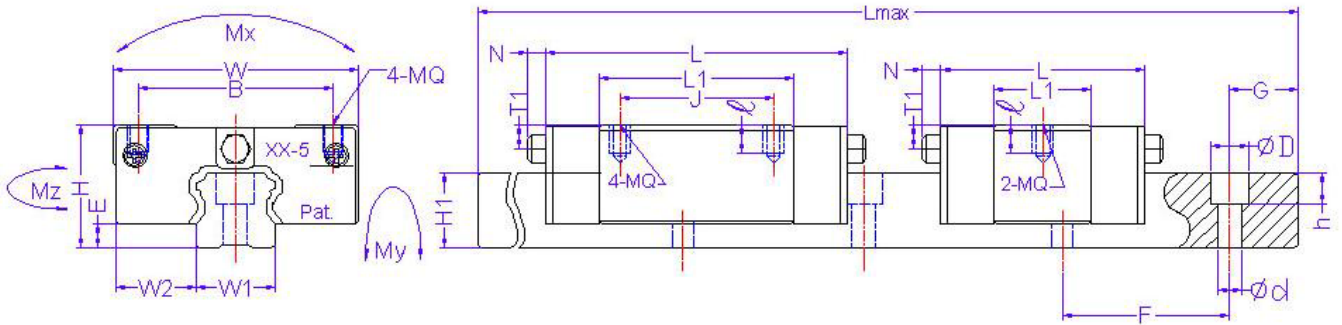 Lmax
Mx
W
B
4-MQ
N
L
L1
J
T1
ℓ
N
L
L1
T1
ℓ
G
ØD
XX-5
Mz
H
E
Pat.
My
H1
4-MQ
2-MQ
h
W2
W1
F
Ød